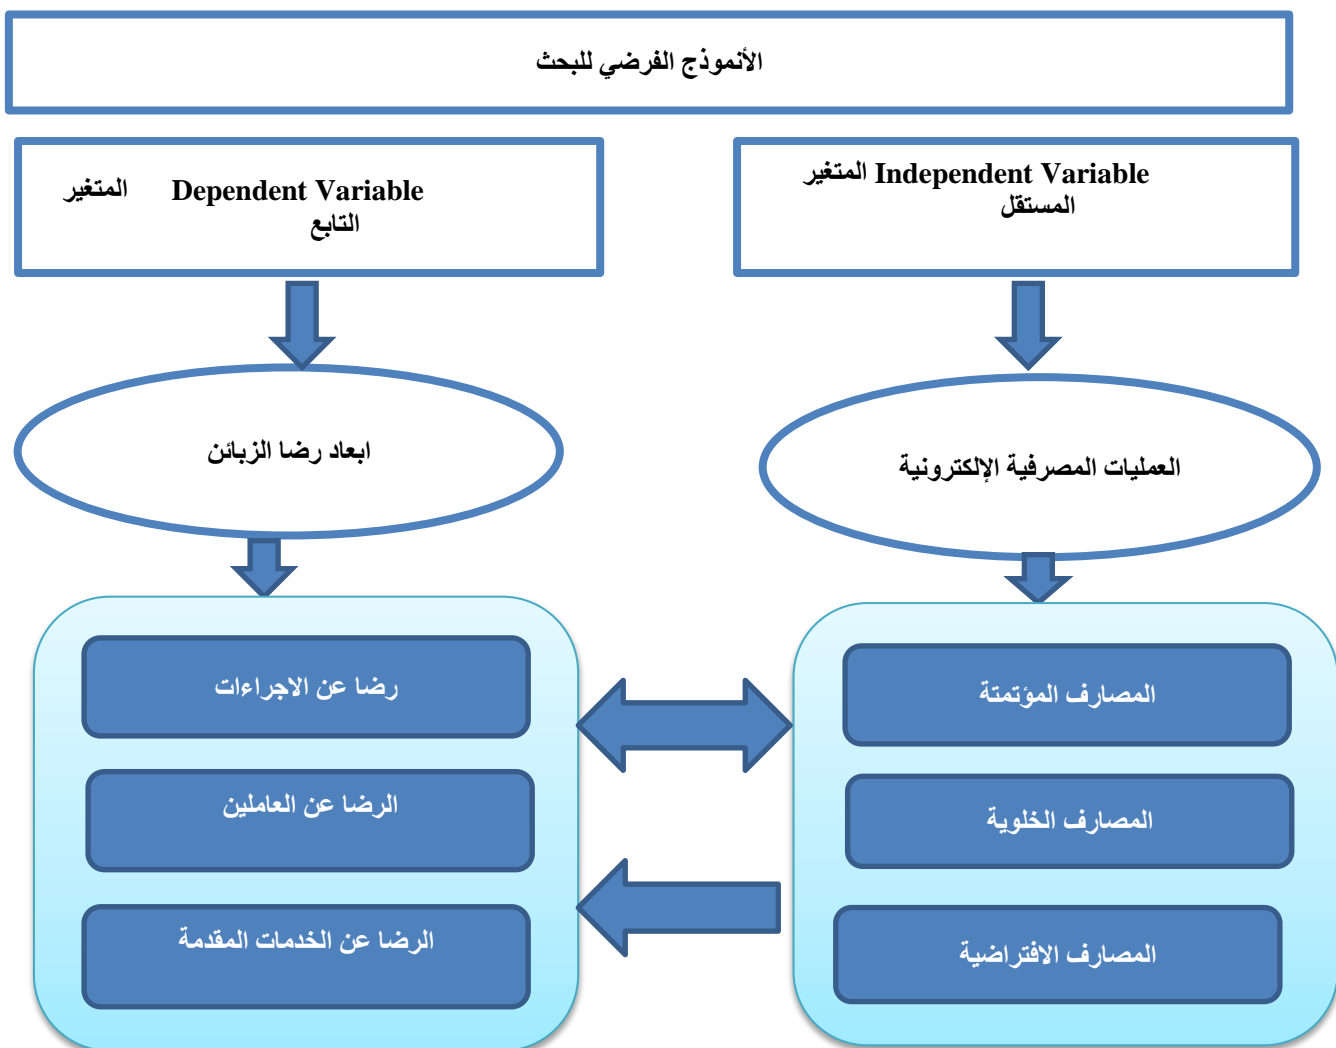 الأنموذج الفرضي للبحث
Independent Variable المتغير
المستقل
Dependent Variable المتغير
التابع
العمليات المصرفية الإلكترونية
ابعاد رضا الزبائن
المصارف المؤتمتة
المصارف الخلوية
المصارف الافتراضية
رضا عن الاجراءات
الرضا عن العاملين
الرضا عن الخدمات المقدمة